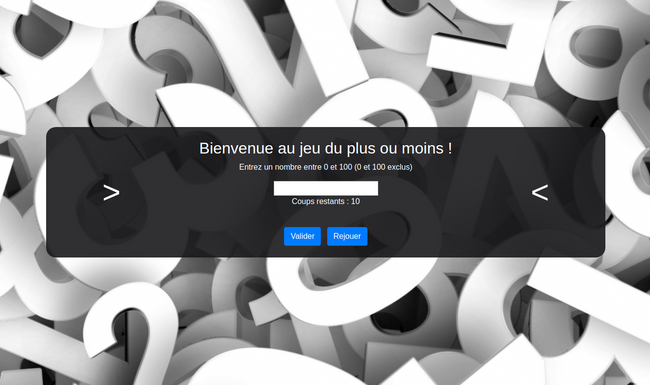 Bienvenue au jeu du plus ou moins !
Entrez un nombre entre 0 et 100 (0 et 100 exclus)
> <
Coups restants : 10
Valider Rejouer